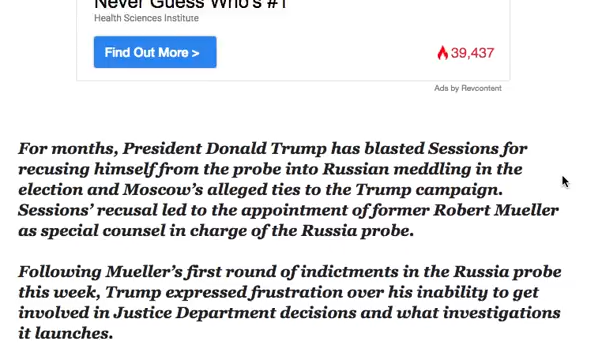 Never Guess Who's #1
Health Sciences Institute
Find Out More >
39,437
Ads by Revcontent
For months, President Donald Trump has blasted Sessions for
recusing himself from the probe into Russian meddling in the
election and Moscow's alleged ties to the Trump campaign.
Sessions' recusal led to the appointment of former Robert Mueller
as special counsel in charge of the Russia probe.
Following Mueller's first round of indictments in the Russia probe
this week, Trump expressed frustration over his inability to get
involved in Justice Department decisions and what investigations
it launches.